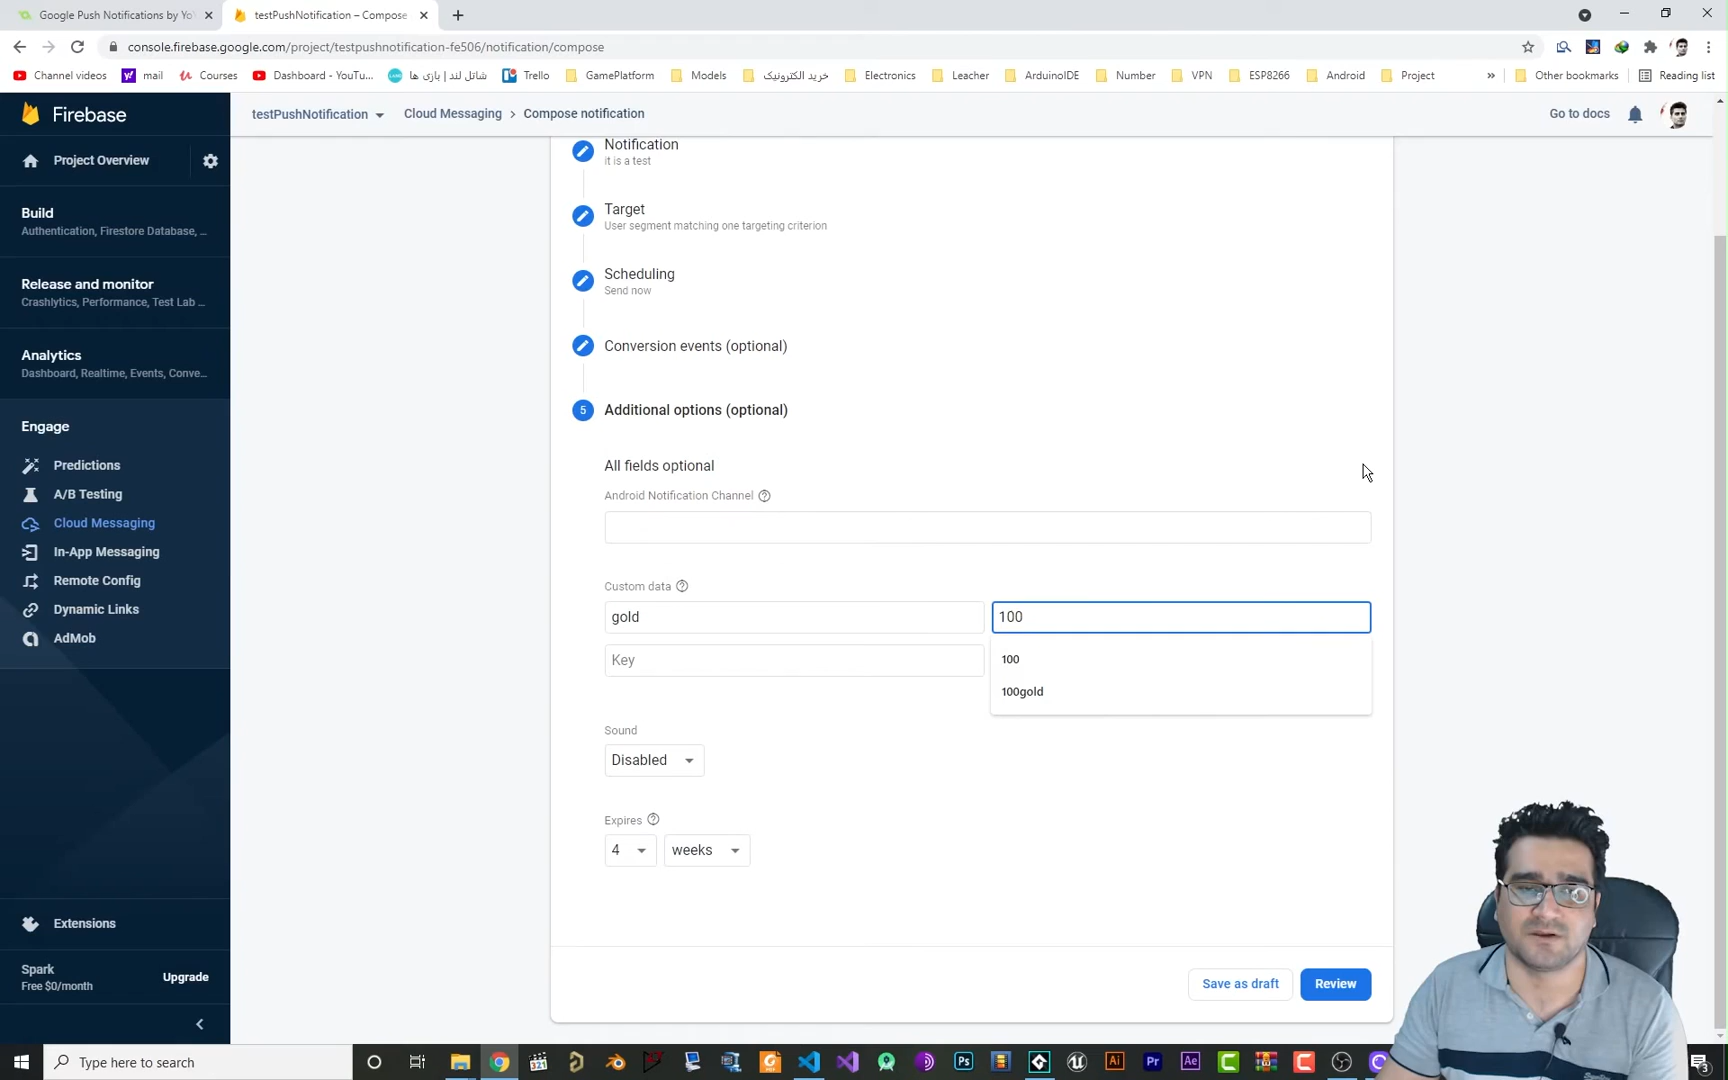 Google Push Notifications by Yo
testPushNotification – Compose
console.firebase.google.com/project/testpushnotification-fe506/notification/compose
Channel videos
mail
Courses
Dashboard - YouTu...
شاتل لند | بازی ها
Trello
GamePlatform
Models
خرید الکترونیک
Electronics
Leacher
ArduinoIDE
Number
VPN
ESP8266
Android
Project
»
Other bookmarks
Reading list
Firebase
testPushNotification
Cloud Messaging > Compose notification
Go to docs
Project Overview
Build
Authentication, Firestore Database, ...
Release and monitor
Crashlytics, Performance, Test Lab ...
Analytics
Dashboard, Realtime, Events, Conve...
Engage
Predictions
A/B Testing
Cloud Messaging
In-App Messaging
Remote Config
Dynamic Links
AdMob
Extensions
Spark
Free $0/month
Upgrade
Notification
it is a test
Target
User segment matching one targeting criterion
Scheduling
Send now
Conversion events (optional)
5
Additional options (optional)
All fields optional
Android Notification Channel
Custom data
gold
100
Key
100
100gold
Sound
Disabled
Expires
4
weeks
Save as draft
Review
Type here to search
Ps
Ai
Pr
Ae
3